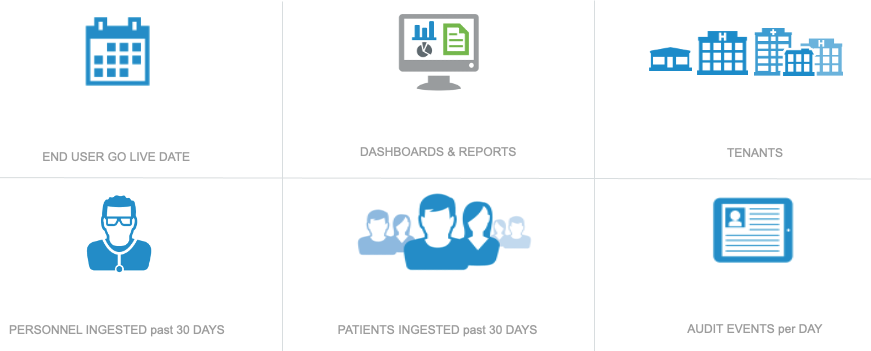 END USER GO LIVE DATE
DASHBOARDS & REPORTS
H
H
TENANTS
PERSONNEL INGESTED past 30 DAYS
PATIENTS INGESTED past 30 DAYS
AUDIT EVENTS per DAY